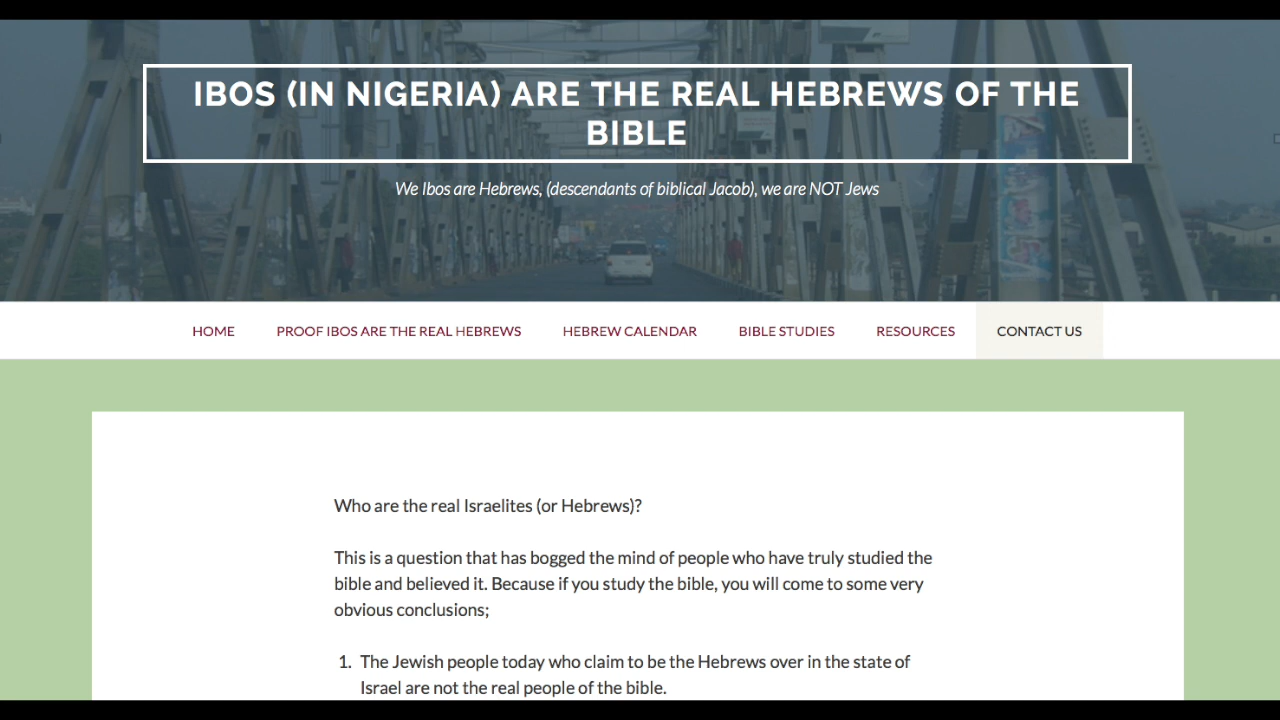 IBOS (IN NIGERIA) ARE THE REAL HEBREWS OF THE
BIBLE
We Ibos are Hebrews, (descendants of biblical Jacob), we are NOT Jews
HOME PROOF IBOS ARE THE REAL HEBREWS HEBREW CALENDAR BIBLE STUDIES RESOURCES CONTACT US
Who are the real Israelites (or Hebrews)?
This is a question that has bogged the mind of people who have truly studied the
bible and believed it. Because if you study the bible, you will come to some very
obvious conclusions;
1. The Jewish people today who claim to be the Hebrews over in the state of
Israel are not the real people of the bible.